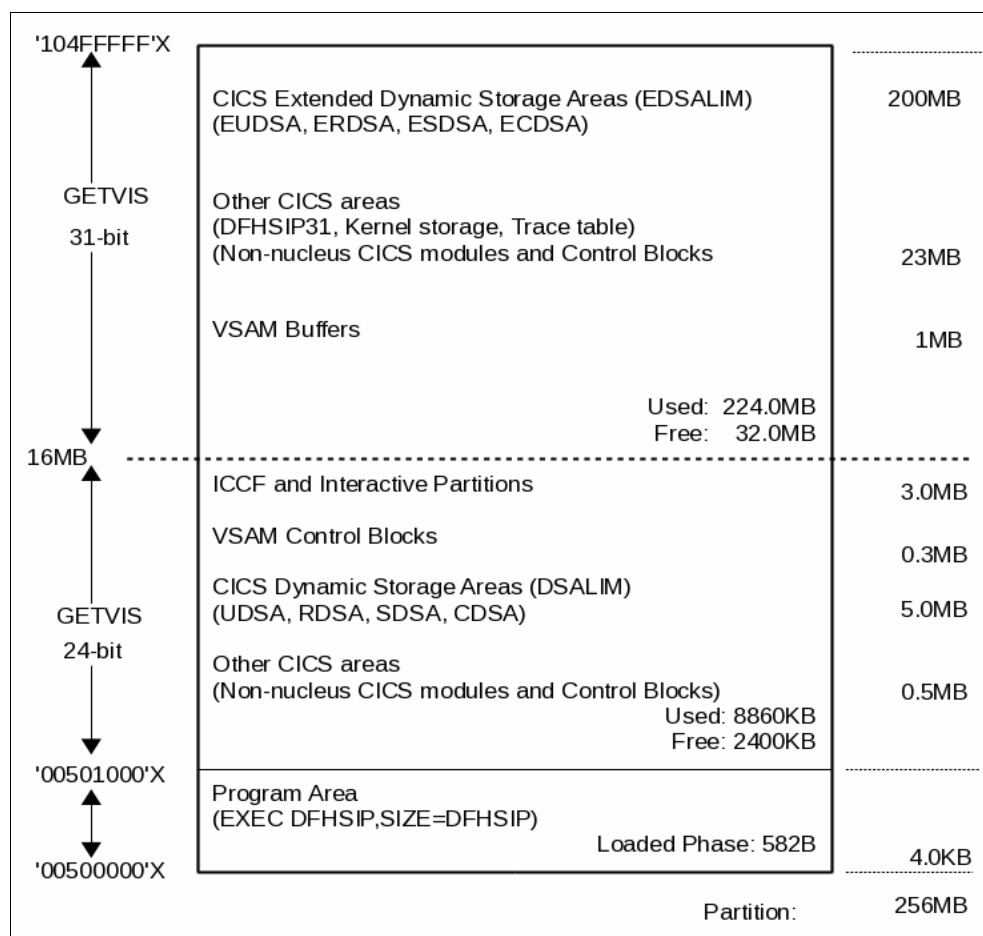 '104FFFFF'X
CICS Extended Dynamic Storage Areas (EDSALIM)
(EUDSA, ERDSA, ESDSA, ECDSA)
200MB
GETVIS
31-bit
Other CICS areas
(DFHSIP31, Kernel storage, Trace table)
(Non-nucleus CICS modules and Control Blocks
23MB
VSAM Buffers
1MB
Used: 224.0MB
Free: 32.0MB
16MB
ICCF and Interactive Partitions
3.0MB
VSAM Control Blocks
0.3MB
CICS Dynamic Storage Areas (DSALIM)
(UDSA, RDSA, SDSA, CDSA)
5.0MB
GETVIS
24-bit
Other CICS areas
(Non-nucleus CICS modules and Control Blocks)
0.5MB
Used: 8860KB
Free: 2400KB
'00501000'X
Program Area
(EXEC DFHSIP,SIZE=DFHSIP)
Loaded Phase: 582B
4.0KB
'00500000'X
Partition: 256MB